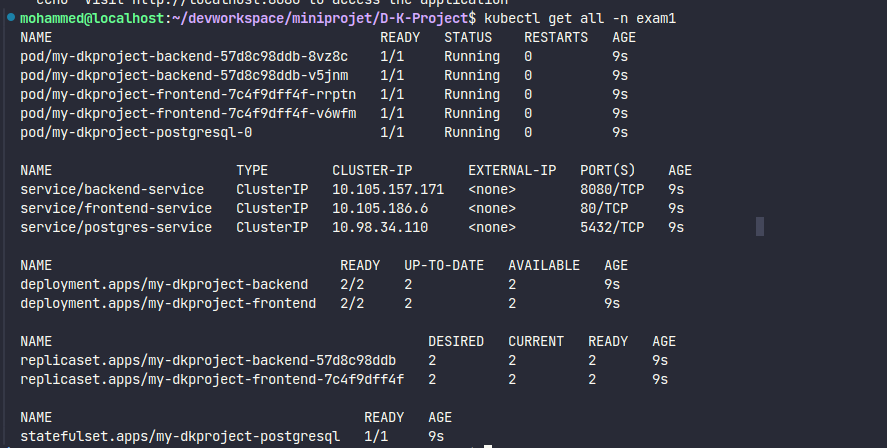 echo "Visit http://localhost:8080 to access the application"
mohammed@localhost:~/devworkspace/miniprojet/D-K-Project$ kubectl get all -n exam1
NAME READY STATUS RESTARTS AGE
pod/my-dkproject-backend-57d8c98ddb-8vz8c 1/1 Running 0 9s
pod/my-dkproject-backend-57d8c98ddb-v5jnm 1/1 Running 0 9s
pod/my-dkproject-frontend-7c4f9dff4f-rrptn 1/1 Running 0 9s
pod/my-dkproject-frontend-7c4f9dff4f-v6wfm 1/1 Running 0 9s
pod/my-dkproject-postgresql-0 1/1 Running 0 9s
NAME TYPE CLUSTER-IP EXTERNAL-IP PORT(S) AGE
service/backend-service ClusterIP 10.105.157.171 <none> 8080/TCP 9s
service/frontend-service ClusterIP 10.105.186.6 <none> 80/TCP 9s
service/postgres-service ClusterIP 10.98.34.110 <none> 5432/TCP 9s
NAME READY UP-TO-DATE AVAILABLE AGE
deployment.apps/my-dkproject-backend 2/2 2 2 9s
deployment.apps/my-dkproject-frontend 2/2 2 2 9s
NAME DESIRED CURRENT READY AGE
replicaset.apps/my-dkproject-backend-57d8c98ddb 2 2 2 9s
replicaset.apps/my-dkproject-frontend-7c4f9dff4f 2 2 2 9s
NAME READY AGE
statefulset.apps/my-dkproject-postgresql 1/1 9s